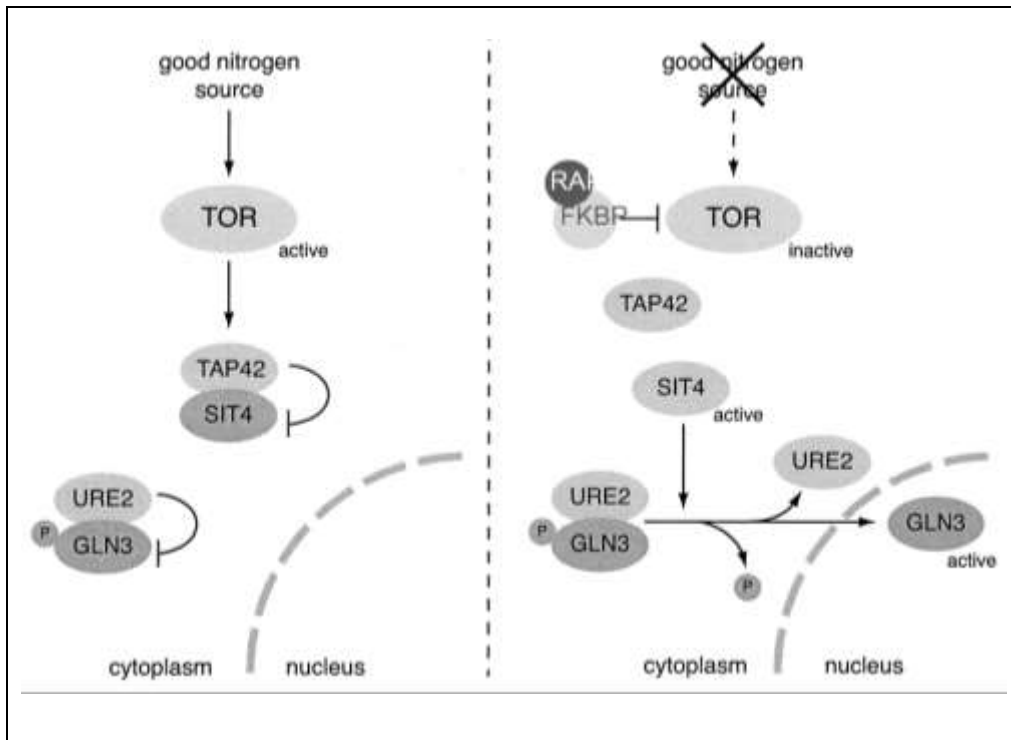 good nitrogen
source
TOR
active
TAP42
SIT4
URE2
P
GLN3
cytoplasm
nucleus
good nitrogen
source
RAP
FKBP
TOR
inactive
TAP42
SIT4
active
URE2
URE2
P
GLN3
GLN3
active
P
cytoplasm
nucleus